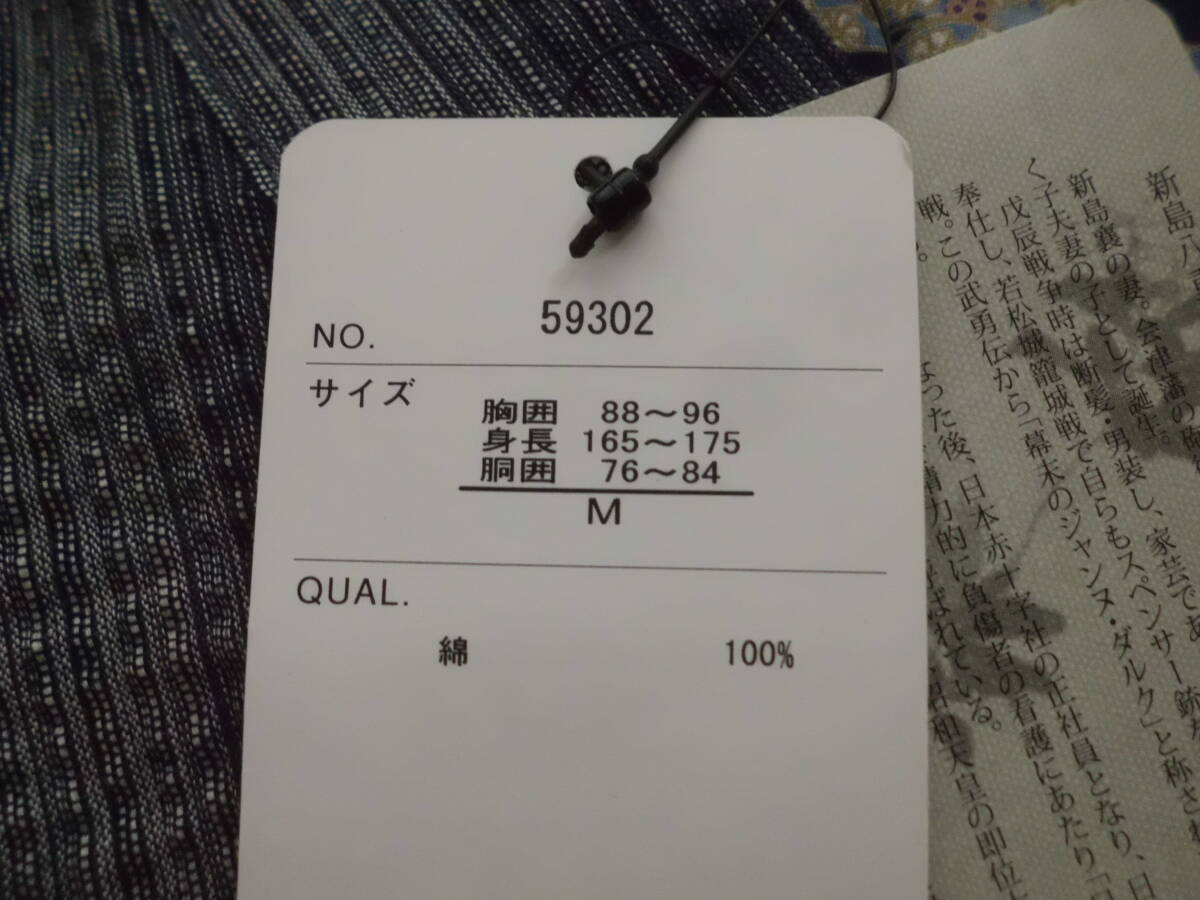 NO. 59302
サイズ
胸囲 88～96
身長 165～175
胴囲 76～84
M
QUAL.
綿 100%
新島八
新島襄の妻。会津藩の
く子夫妻の子として誕生。
戊辰戦争時は断髪・男装し、家芸であ
奉仕し、若松城籠城戦で自らもスペンサー銃
戦。この武勇伝から「幕末のジャンヌ・ダルク」と称され
なった後、日本赤十字社の正社員となり、日
力的に負傷者の看護にあたり「日
ばれている。
昭和天皇の即位